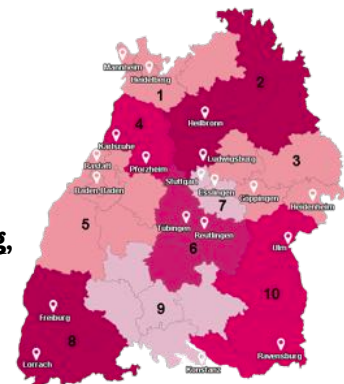 Mannheim
Heidelberg
1
2
4
Heilbronn
Karlsruhe
Rastatt
Pforzheim
Ludwigsburg
3
Baden-Baden
Stuttgart
Esslingen
7
Göppingen
Heidenheim
5
Tübingen
Reutlingen
g,
6
Ulm
10
9
Freiburg
8
Lörrach
Konstanz
Ravensburg